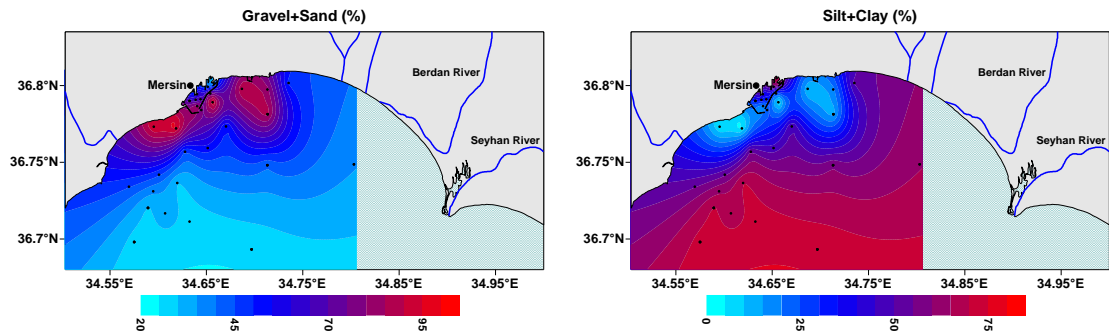 Gravel+Sand (%)
Silt+Clay (%)
36.8°N
36.75°N
36.7°N
Mersin
Berdan River
Seyhan River
34.55°E
34.65°E
34.75°E
34.85°E
34.95°E
20
45
70
95
36.8°N
36.75°N
36.7°N
Mersin
Berdan River
Seyhan River
34.55°E
34.65°E
34.75°E
34.85°E
34.95°E
0
25
50
75